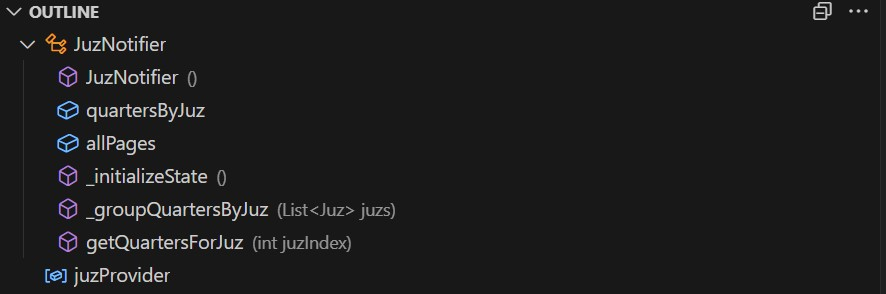 OUTLINE
JuzNotifier
JuzNotifier ()
quartersByJuz
allPages
_initializeState ()
_groupQuartersByJuz (List<Juz> juzs)
getQuartersForJuz (int juzIndex)
juzProvider